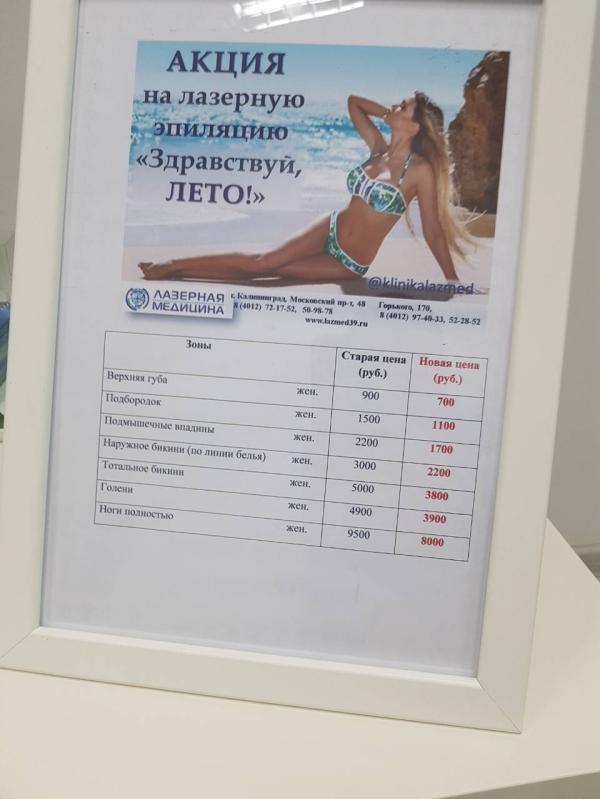 АКЦИЯ
на лазерную
эпиляцию
«Здравствуй,
ЛЕТО!»
@klinikalazmed
ЛАЗЕРНАЯ
МЕДИЦИНА
г. Калининград, Московский пр-т, 48 Горького, 170,
8 (4012) 72-17-52, 50-98-78 8 (4012) 97-40-33, 52-28-52
www.lazmed39.ru
Зоны Старая цена (руб.) Новая цена (руб.)
Верхняя губа жен. 900 700
Подбородок жен. 1500 1100
Подмышечные впадины жен. 2200 1700
Наружное бикини (по линии белья) жен. 3000 2200
Тотальное бикини жен. 5000 3800
Голени жен. 4900 3900
Ноги полностью жен. 9500 8000